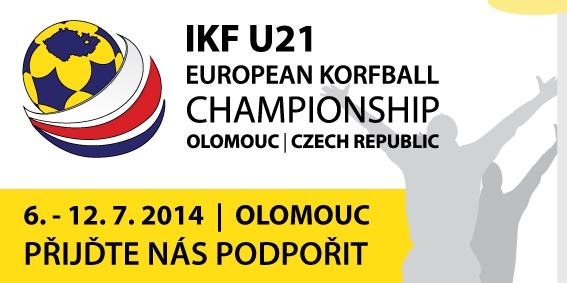 IKF U21
EUROPEAN KORFBALL
CHAMPIONSHIP
OLOMOUC | CZECH REPUBLIC
6. - 12. 7. 2014 | OLOMOUC
PŘIJĎTE NÁS PODPOŘIT